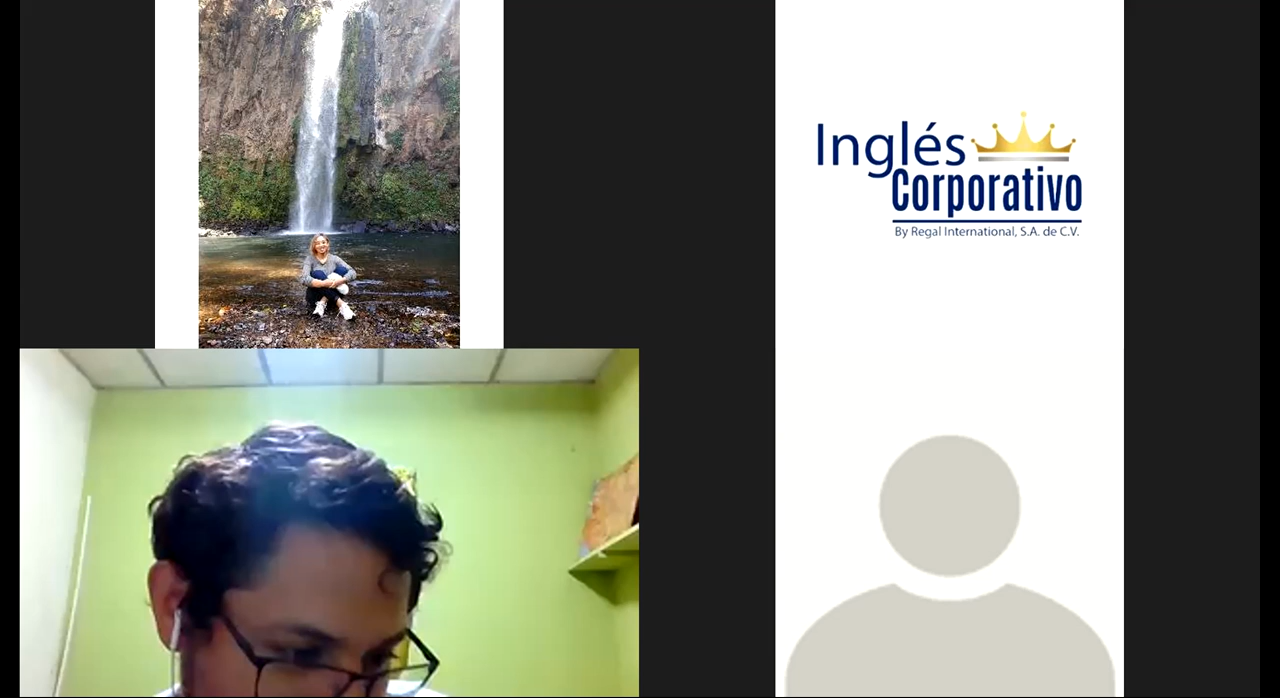 Inglés
Corporativo
By Regal International, S.A. de C.V.